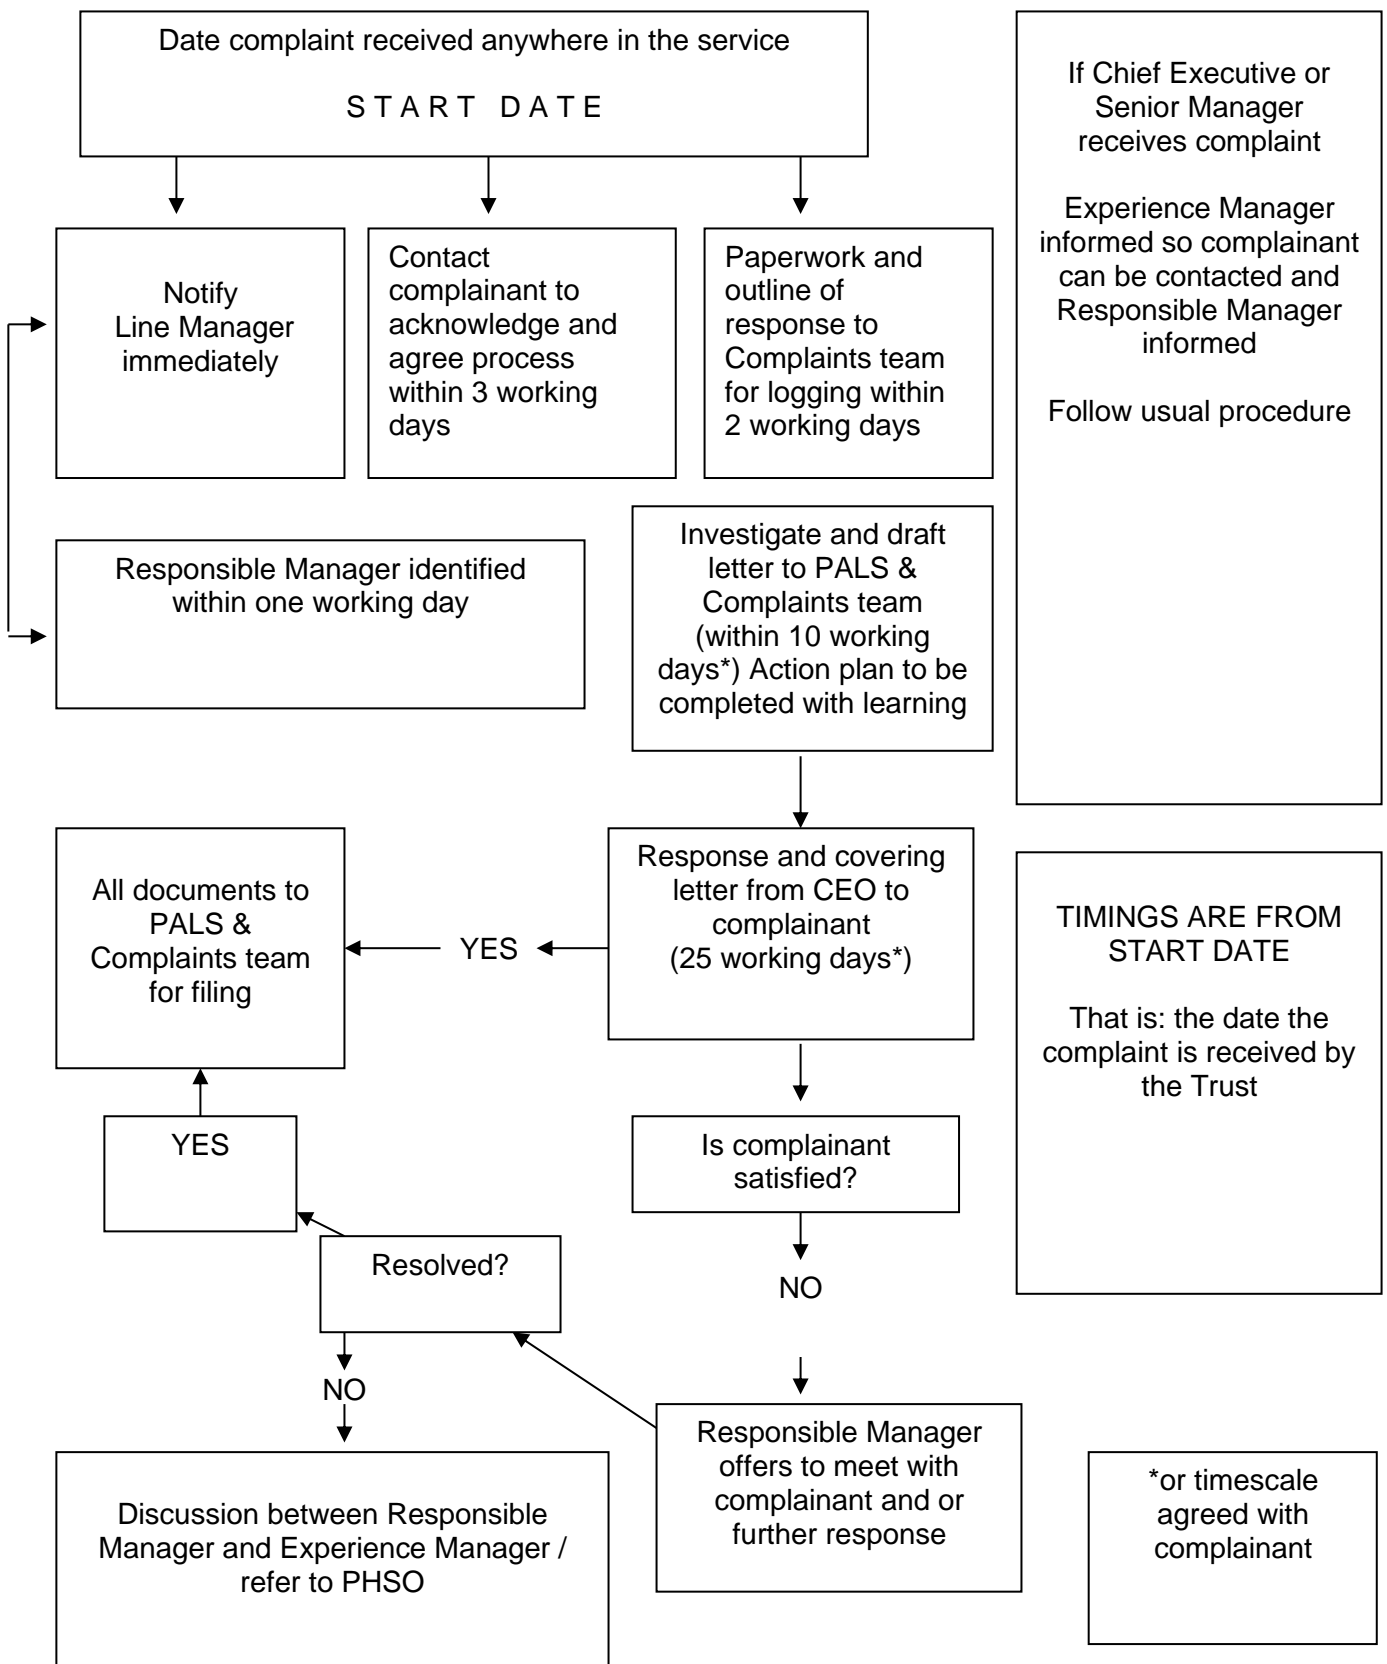 Date complaint received anywhere in the service
START DATE
If Chief Executive or
Senior Manager
receives complaint
Experience Manager
informed so complainant
can be contacted and
Responsible Manager
informed
Follow usual procedure
Notify
Line Manager
immediately
Contact
complainant to
acknowledge and
agree process
within 3 working
days
Paperwork and
outline of
response to
Complaints team
for logging within
2 working days
Responsible Manager identified
within one working day
Investigate and draft
letter to PALS &
Complaints team
(within 10 working
days*) Action plan to be
completed with learning
All documents to
PALS &
Complaints team
for filing
YES
Response and covering
letter from CEO to
complainant
(25 working days*)
TIMINGS ARE FROM
START DATE
That is: the date the
complaint is received by
the Trust
YES
Is complainant
satisfied?
Resolved?
NO
NO
Responsible Manager
offers to meet with
complainant and or
further response
Discussion between Responsible
Manager and Experience Manager /
refer to PHSO
*or timescale
agreed with
complainant